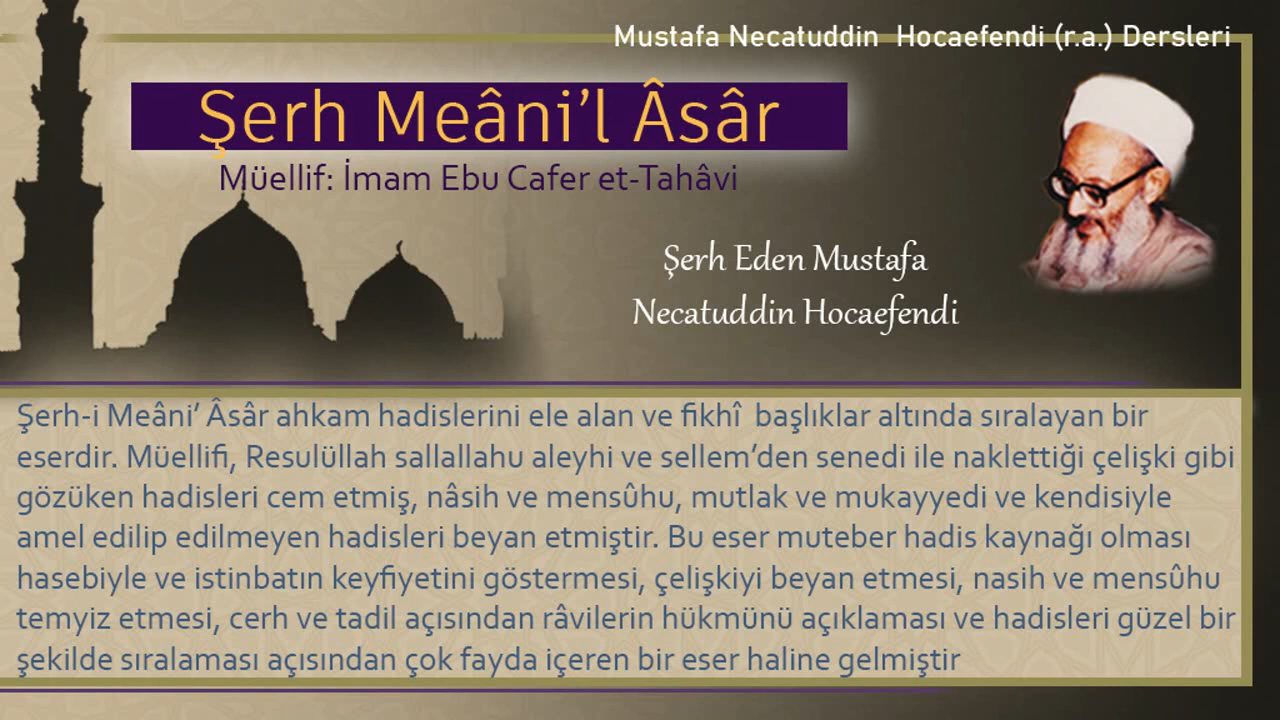 Mustafa Necatuddin Hocaefendi (r.a.) Dersleri
Şerh Meâni’l Âsâr
Müellif: İmam Ebu Cafer et-Tahâvi
Şerh Eden Mustafa
Necatuddin Hocaefendi
Şerh-i Meâni’ Âsâr ahkam hadislerini ele alan ve fikhî başlıklar altında sıralayan bir
eserdir. Müellifi, Resulüllah sallallahu aleyhi ve sellem’den senedi ile naklettiği çelişki gibi
gözüken hadisleri cem etmiş, nâsih ve mensûhu, mutlak ve mukayyedi ve kendisiyle
amel edilip edilmeyen hadisleri beyan etmiştir. Bu eser muteber hadis kaynağı olması
hasebiyle ve istinbatın keyfiyetini göstermesi, çelişkiyi beyan etmesi, nasih ve mensûhu
temyiz etmesi, cerh ve tadil açısından râvilerin hükmünü açıklaması ve hadisleri güzel bir
şekilde sıralaması açısından çok fayda içeren bir eser haline gelmiştir